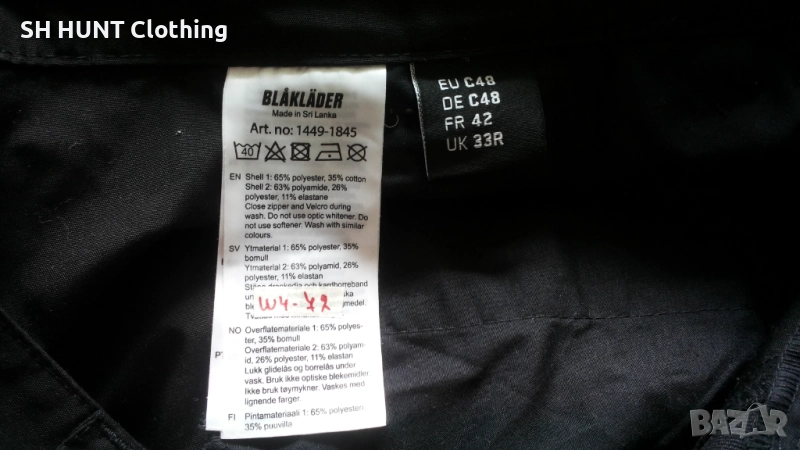 SH HUNT Clothing
BLÅKLÄDER
Made in Sri Lanka
Art. no: 1449-1845
40
EN Shell 1: 65% polyester, 35% cotton
Shell 2: 63% polyamide, 26%
polyester, 11% elastane
Close zipper and Velcro during
wash. Do not use optic whitener. Do
not use softener. Wash with similar
colours.
SV Ytmaterial 1: 65% polyester, 35%
bomull
Ytmaterial 2: 63% polyamid, 26%
polyester, 11% elastan
W4-72
NO Overflatemateriale 1: 65% polyes-
ter, 35% bomull
Overflatemateriale 2: 63% polyam-
id, 26% polyester, 11% elastan
Lukk glidelås og borrelås under
vask. Bruk ikke optiske blekemidler
Ikke bruk tøymykner. Vaskes med
lignende farger.
FI Pintamateriaali 1: 65% polyesteri
35% puuvilla
EU C48
DE C48
FR 42
UK 33R
BAZAR